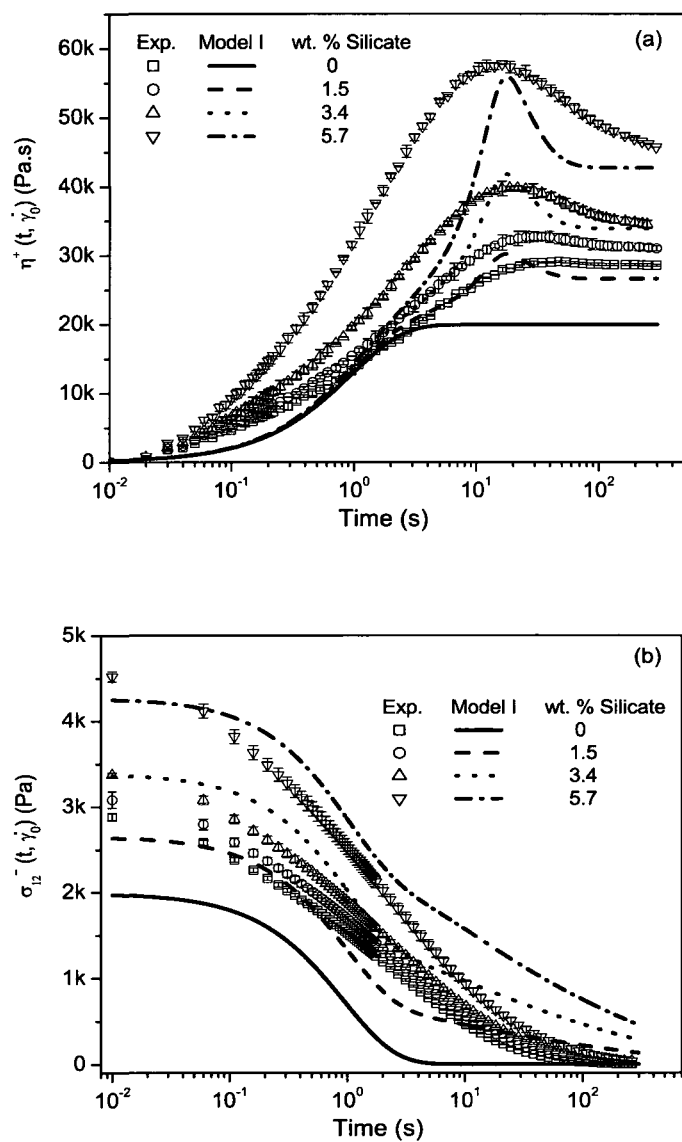 (a)
Exp. Model I wt. % Silicate
0
1.5
3.4
5.7
60k
50k
40k
30k
20k
10k
0
η⁺ (t, γ̇₀) (Pa.s)
10⁻² 10⁻¹ 10⁰ 10¹ 10²
Time (s)
(b)
Exp. Model I wt. % Silicate
0
1.5
3.4
5.7
5k
4k
3k
2k
1k
0
σ₁₂⁻ (t, γ̇₀) (Pa)
10⁻² 10⁻¹ 10⁰ 10¹ 10²
Time (s)